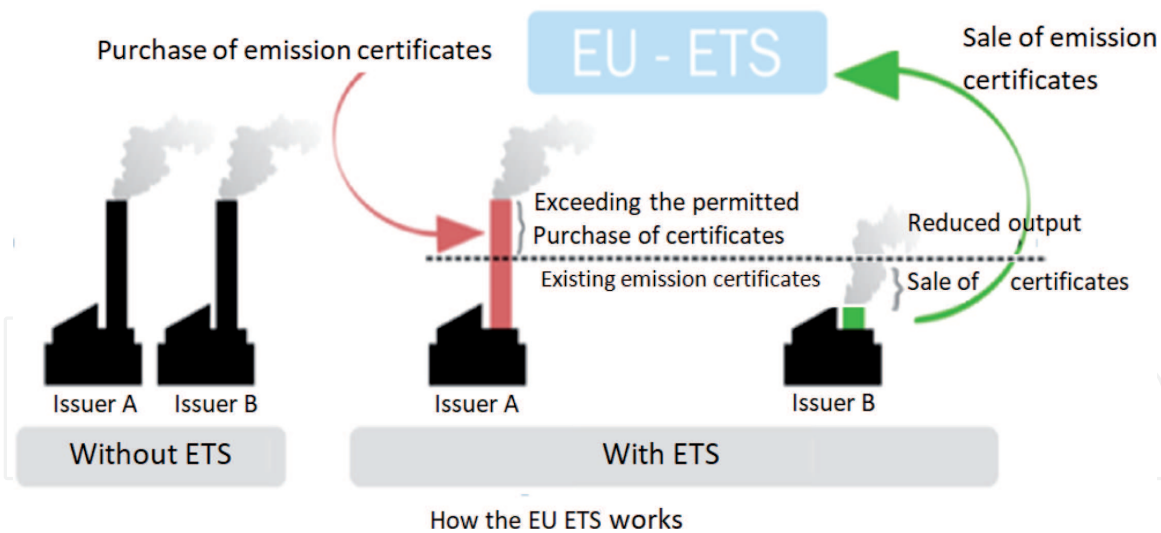 Purchase of emission certificates
EU - ETS
Sale of emission
certificates
Exceeding the permitted
Purchase of certificates
Reduced output
Existing emission certificates
Sale of certificates
Issuer A
Issuer B
Issuer A
Issuer B
Without ETS
With ETS
How the EU ETS works